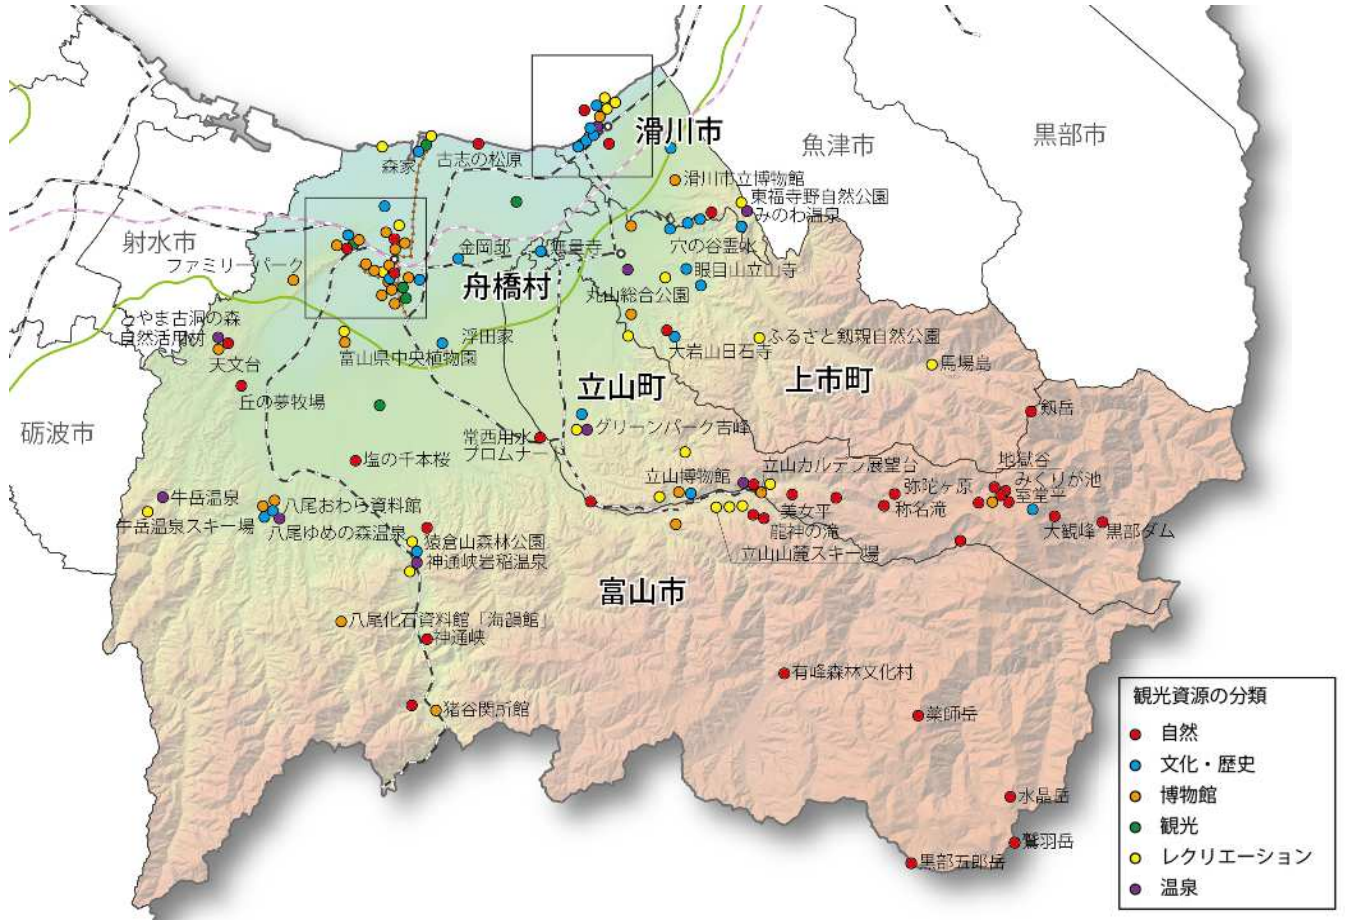 滑川市
黒部市
魚津市
古志の松原
森家
滑川市立博物館
東福寺野自然公園
みのわ温泉
射水市
ファミリーパーク
金岡邸
無量寺
穴の谷霊水
眼目山立山寺
舟橋村
丸山総合公園
とやま古洞の森
自然活用村
天文台
富山県中央植物園
浮田家
大岩山日石寺
ふるさと剱親自然公園
馬場島
丘の夢牧場
立山町
上市町
剱岳
砺波市
グリーンパーク吉峰
常西用水
プロムナード
塩の千本桜
立山博物館
立山カルデラ展望台
地獄谷
みくりが池
室堂平
弥陀ヶ原
称名滝
美女平
龍神の滝
大観峰
黒部ダム
立山山麓スキー場
牛岳温泉
牛岳温泉スキー場
八尾おわら資料館
八尾ゆめの森温泉
猿倉山森林公園
神通峡岩稲温泉
富山市
八尾化石資料館「海韻館」
神通峡
有峰森林文化村
猪谷関所館
薬師岳
水晶岳
鷲羽岳
黒部五郎岳
観光資源の分類
自然
文化・歴史
博物館
観光
レクリエーション
温泉